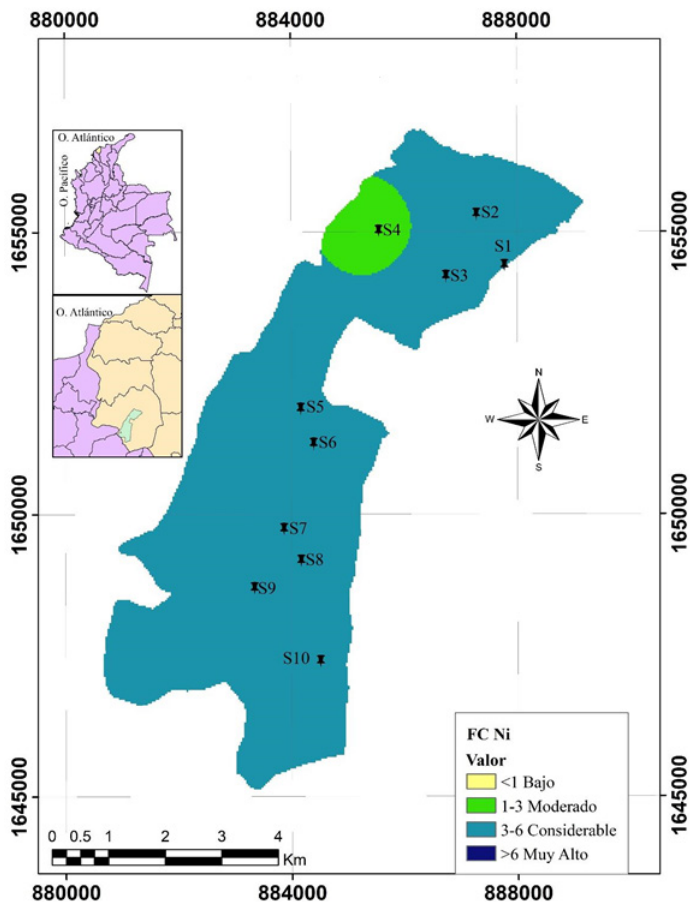 880000
884000
888000
O. Atlántico
O. Pacífico
O. Atlántico
1655000
1655000
1650000
1650000
1645000
1645000
S2
S4
S1
S3
S5
S6
S7
S8
S9
S10
N
W
E
S
FC Ni
Valor
<1 Bajo
1-3 Moderado
3-6 Considerable
>6 Muy Alto
0 0.5 1 2 3 4
Km
880000
884000
888000